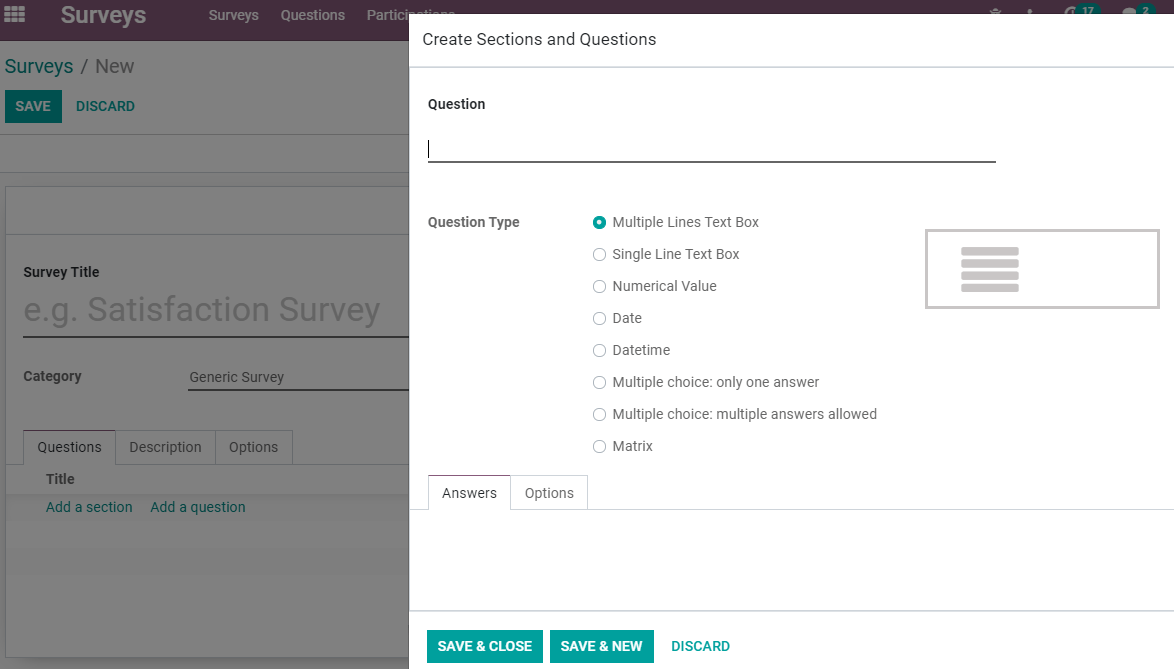 Surveys Surveys Questions Participations 17 2
Surveys / New
SAVE DISCARD
Survey Title
e.g. Satisfaction Survey
Category Generic Survey
Questions Description Options
Title
Add a section Add a question
Create Sections and Questions
Question
Question Type
Multiple Lines Text Box
Single Line Text Box
Numerical Value
Date
Datetime
Multiple choice: only one answer
Multiple choice: multiple answers allowed
Matrix
Answers Options
SAVE & CLOSE SAVE & NEW DISCARD